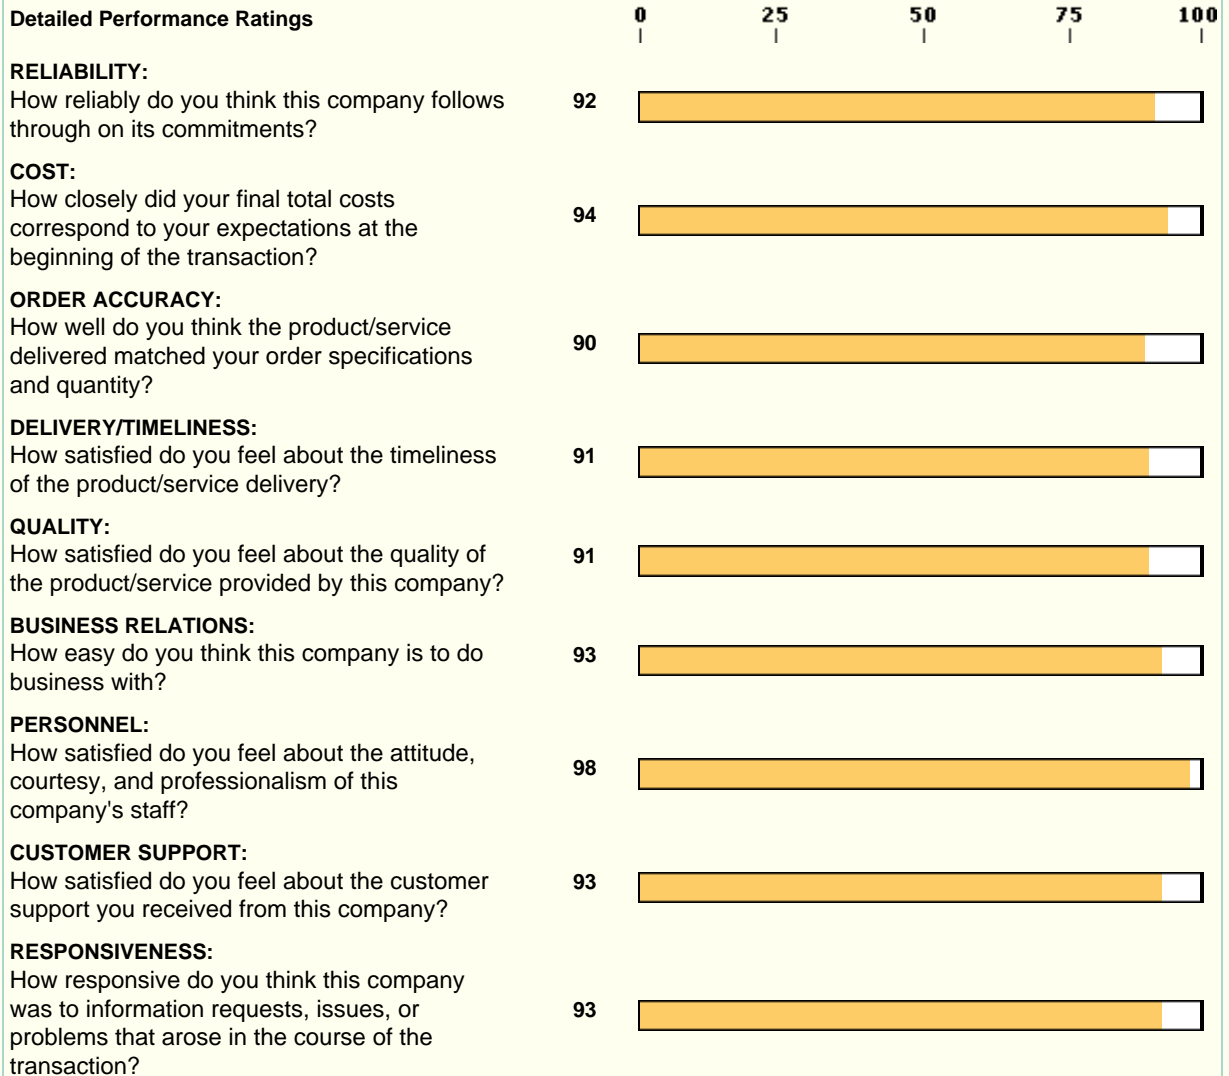 Detailed Performance Ratings 0 25 50 75 100
RELIABILITY:
How reliably do you think this company follows 92
through on its commitments?
COST:
How closely did your final total costs
correspond to your expectations at the 94
beginning of the transaction?
ORDER ACCURACY:
How well do you think the product/service
delivered matched your order specifications 90
and quantity?
DELIVERY/TIMELINESS:
How satisfied do you feel about the timeliness 91
of the product/service delivery?
QUALITY:
How satisfied do you feel about the quality of 91
the product/service provided by this company?
BUSINESS RELATIONS:
How easy do you think this company is to do 93
business with?
PERSONNEL:
How satisfied do you feel about the attitude,
courtesy, and professionalism of this 98
company's staff?
CUSTOMER SUPPORT:
How satisfied do you feel about the customer 93
support you received from this company?
RESPONSIVENESS:
How responsive do you think this company
was to information requests, issues, or 93
problems that arose in the course of the
transaction?